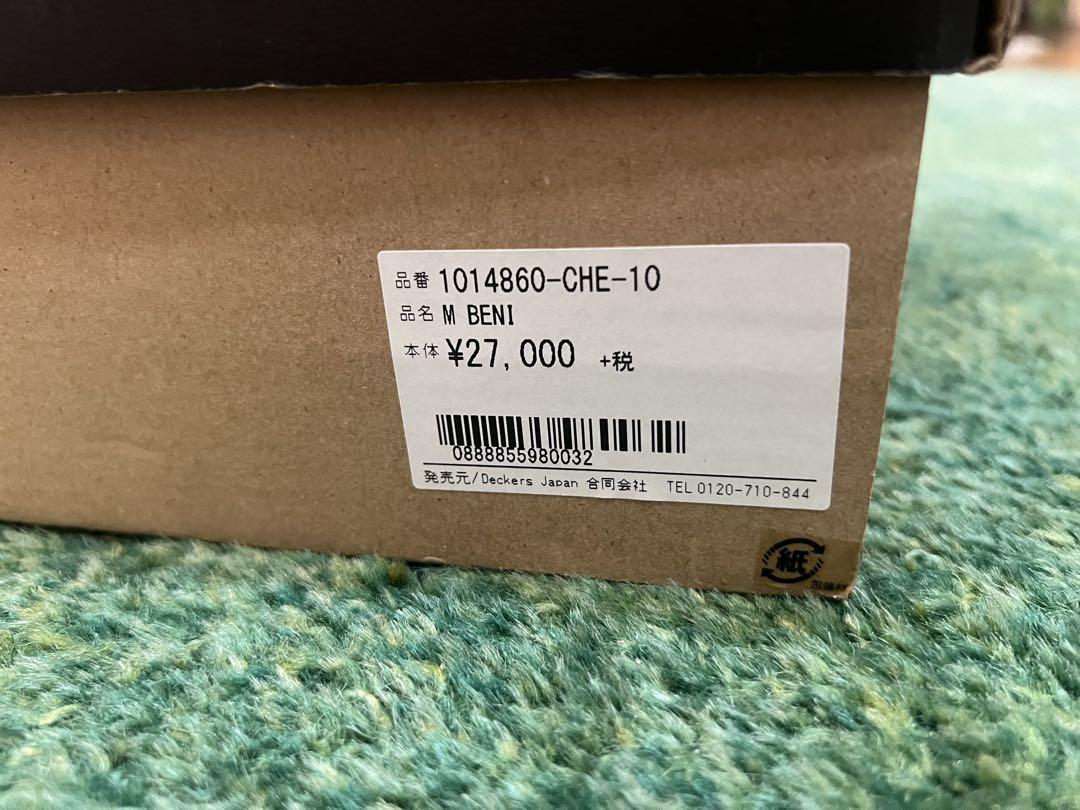 品番 1014860-CHE-10
品名 M BENI
本体 ¥27,000 +税
0888855980032
発売元/Deckers Japan 合同会社 TEL 0120-710-844
紙